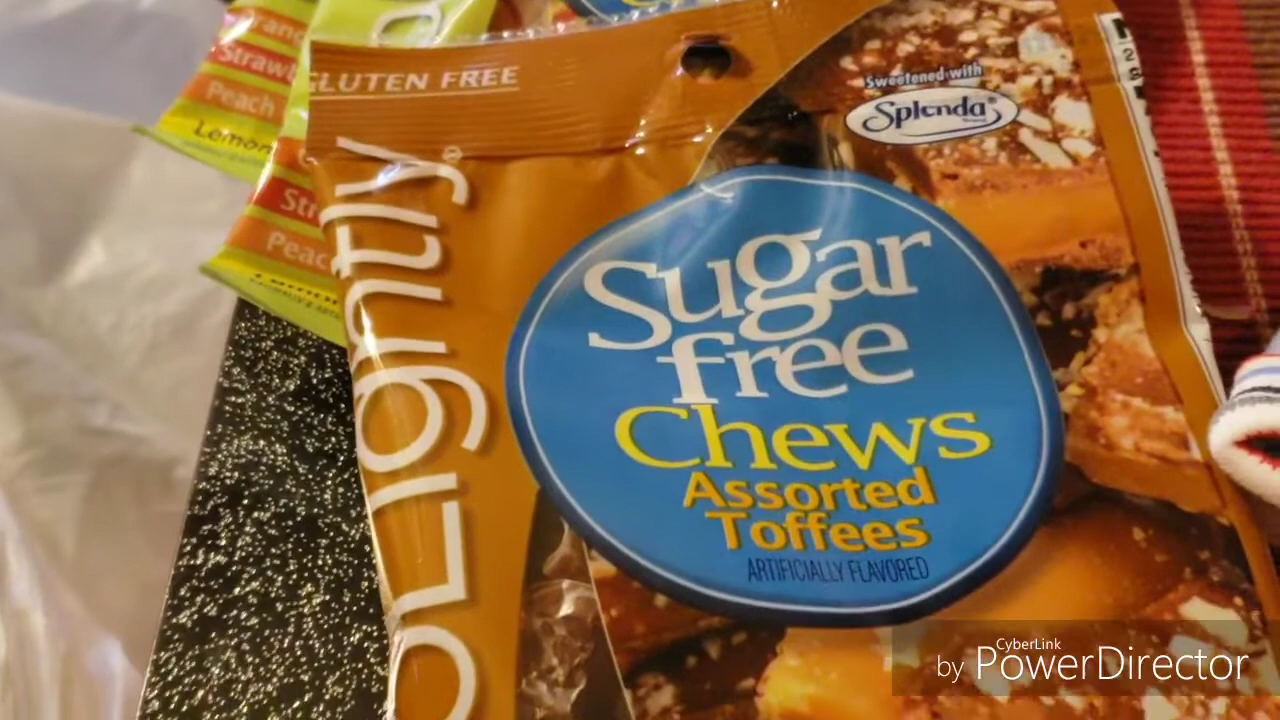 Strawb
Peach
Lemon
Peac
GLUTEN FREE
oLightly®
Sweetened with
Splenda®
Sugar
free
Chews
Assorted
Toffees
ARTIFICIALLY FLAVORED
CyberLink
by PowerDirector